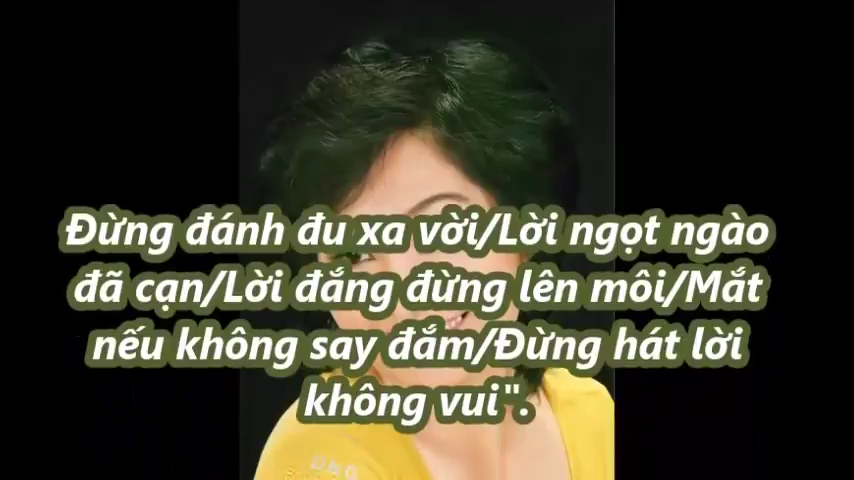 Đừng đánh đu xa vời/Lời ngọt ngào
đã cạn/Lời đắng đừng lên môi/Mắt
nếu không say đắm/Đừng hát lời
không vui".